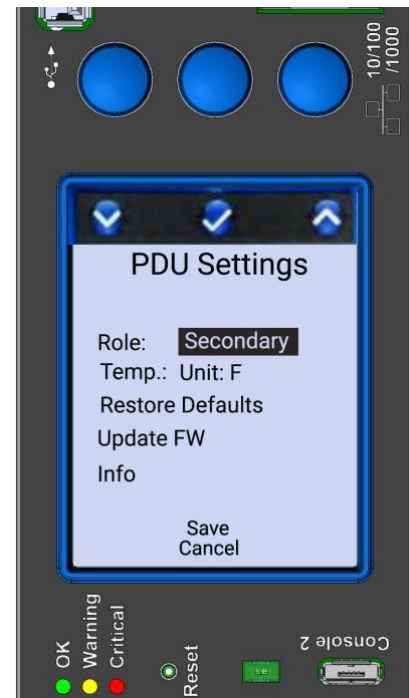 10/100
/1000
PDU Settings
Role: Secondary
Temp.: Unit: F
Restore Defaults
Update FW
Info
Save
Cancel
OK
Warning
Critical
Reset
Console 2